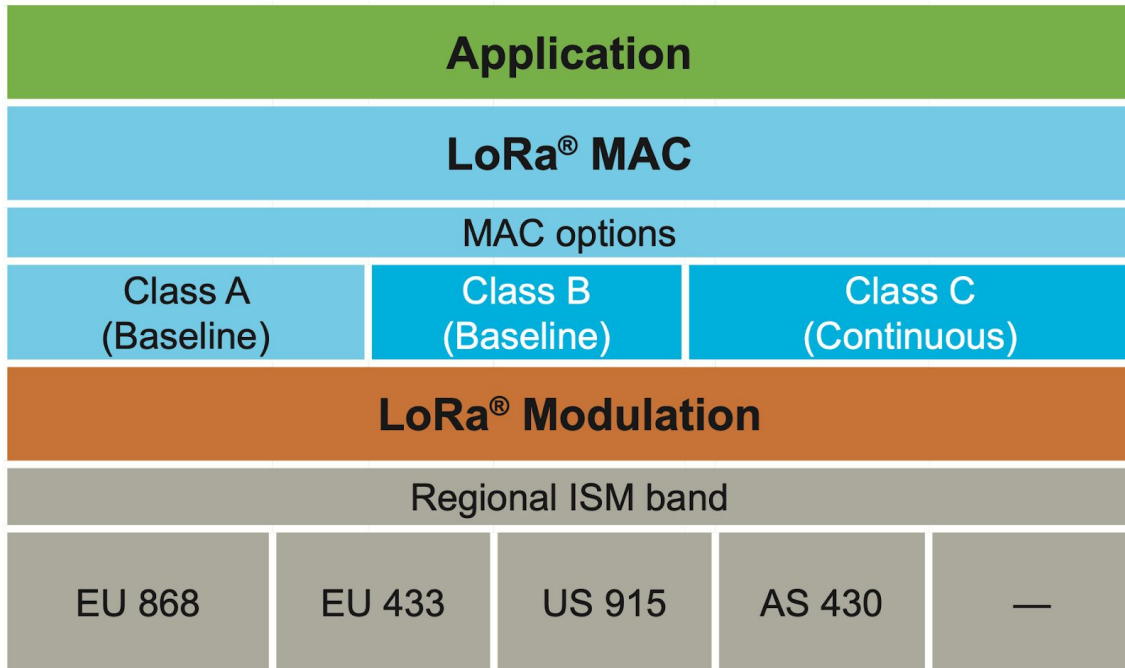 Application
LoRa® MAC
MAC options
Class A
(Baseline)
Class B
(Baseline)
Class C
(Continuous)
LoRa® Modulation
Regional ISM band
EU 868
EU 433
US 915
AS 430
—